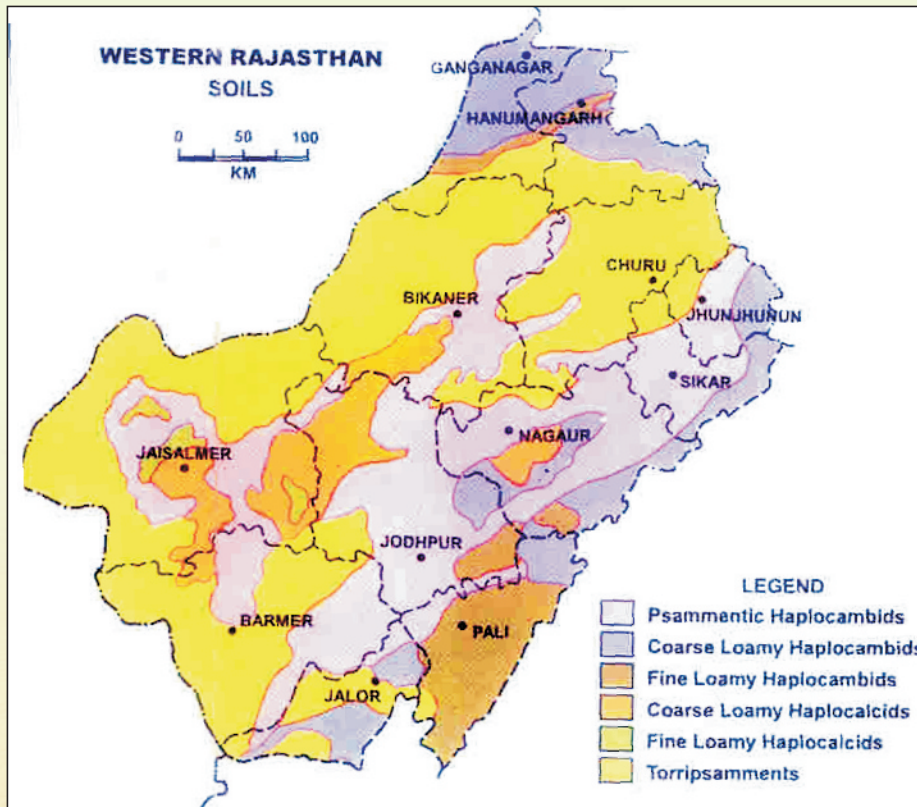 WESTERN RAJASTHAN
SOILS
0 50 100
KM
GANGANAGAR
HANUMANGARH
CHURU
BIKANER
JHUNJHUNUN
SIKAR
NAGAUR
JAISALMER
JODHPUR
BARMER
PALI
JALOR
LEGEND
Psammentic Haplocambids
Coarse Loamy Haplocambids
Fine Loamy Haplocambids
Coarse Loamy Haplocalcids
Fine Loamy Haplocalcids
Torripsamments